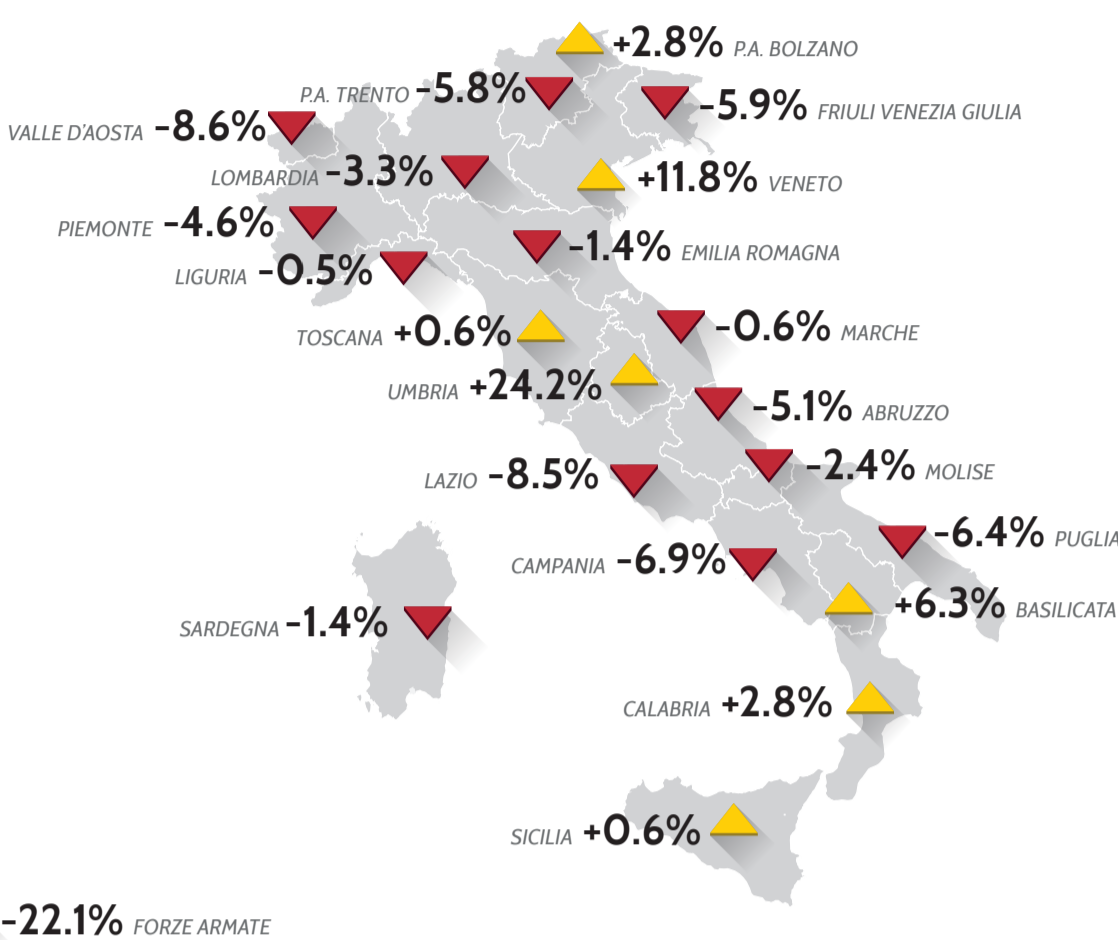 +2.8% P.A. BOLZANO
P.A. TRENTO -5.8%
-5.9% FRIULI VENEZIA GIULIA
VALLE D'AOSTA -8.6%
LOMBARDIA -3.3%
+11.8% VENETO
PIEMONTE -4.6%
-1.4% EMILIA ROMAGNA
LIGURIA -0.5%
TOSCANA +0.6%
-0.6% MARCHE
UMBRIA +24.2%
-5.1% ABRUZZO
LAZIO -8.5%
-2.4% MOLISE
-6.4% PUGLIA
CAMPANIA -6.9%
+6.3% BASILICATA
SARDEGNA -1.4%
CALABRIA +2.8%
SICILIA +0.6%
-22.1% FORZE ARMATE